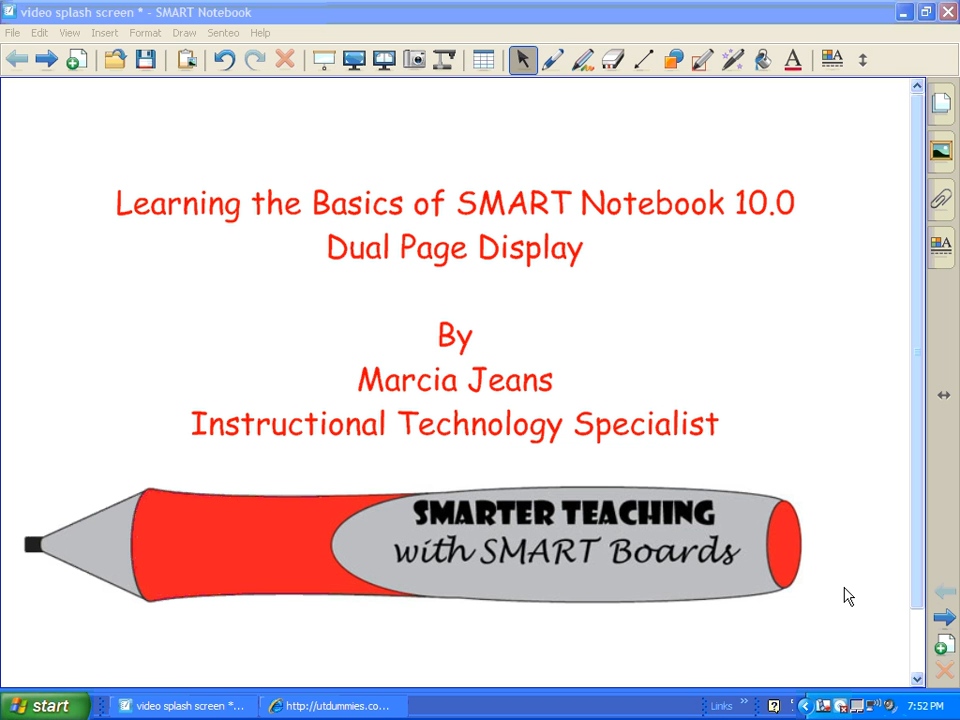 video splash screen * - SMART Notebook
File Edit View Insert Format Draw Senteo Help
Learning the Basics of SMART Notebook 10.0
Dual Page Display
By
Marcia Jeans
Instructional Technology Specialist
SMARTER TEACHING
with SMART Boards
start video splash screen *... http://utdummies.co... Links 7:52 PM